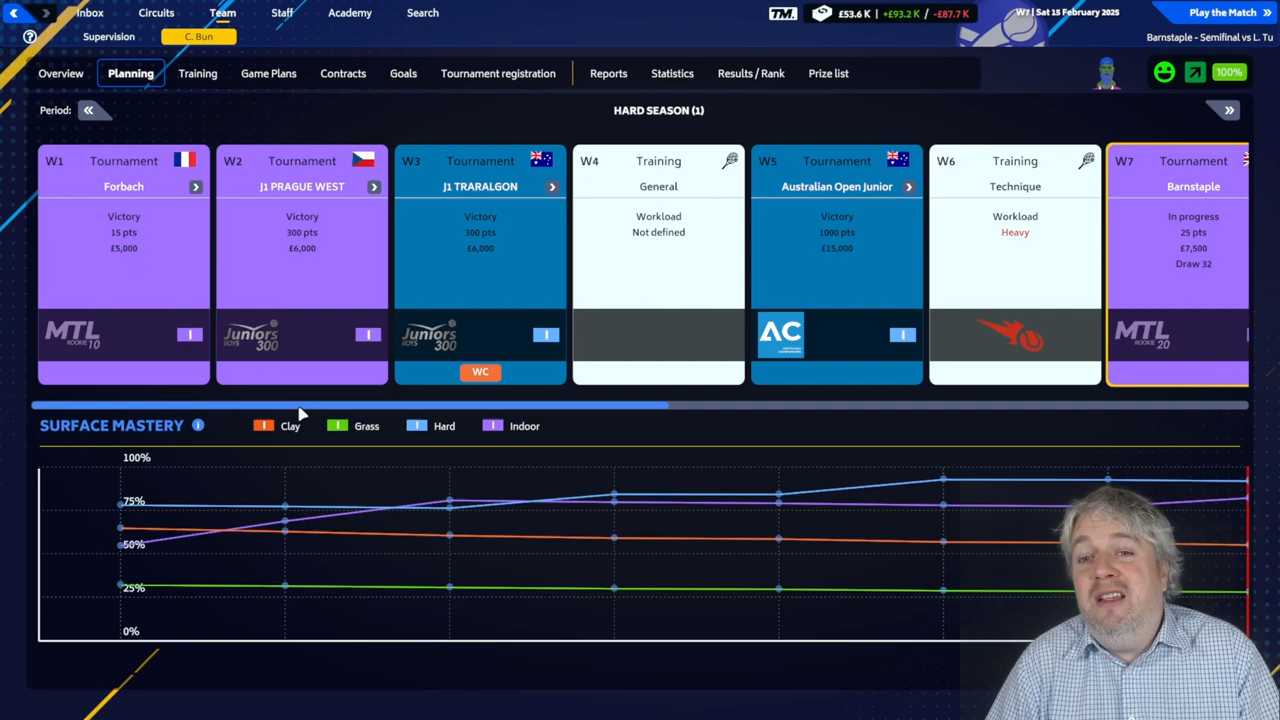 Inbox Circuits Team Staff Academy Search TM. £53.6 K | +£93.2 K / -£87.7 K W7 | Sat 15 February 2025 Play the Match
Supervision C. Bun Barnstaple - Semifinal vs L. Tu
Overview Planning Training Game Plans Contracts Goals Tournament registration Reports Statistics Results / Rank Prize list 100%
Period: HARD SEASON (1)
W1 Tournament
Forbach
Victory
15 pts
£5,000
MTL
ROOKIE 10
I
W2 Tournament
J1 PRAGUE WEST
Victory
300 pts
£6,000
Juniors
BOYS 300
I
W3 Tournament
J1 TRARALGON
Victory
300 pts
£6,000
Juniors
BOYS 300
I
WC
W4 Training
General
Workload
Not defined
W5 Tournament
Australian Open Junior
Victory
1000 pts
£15,000
AC
I
W6 Training
Technique
Workload
Heavy
W7 Tournament
Barnstaple
In progress
25 pts
£7,500
Draw 32
MTL
ROOKIE 20
SURFACE MASTERY i I Clay I Grass I Hard I Indoor
100%
75%
50%
25%
0%